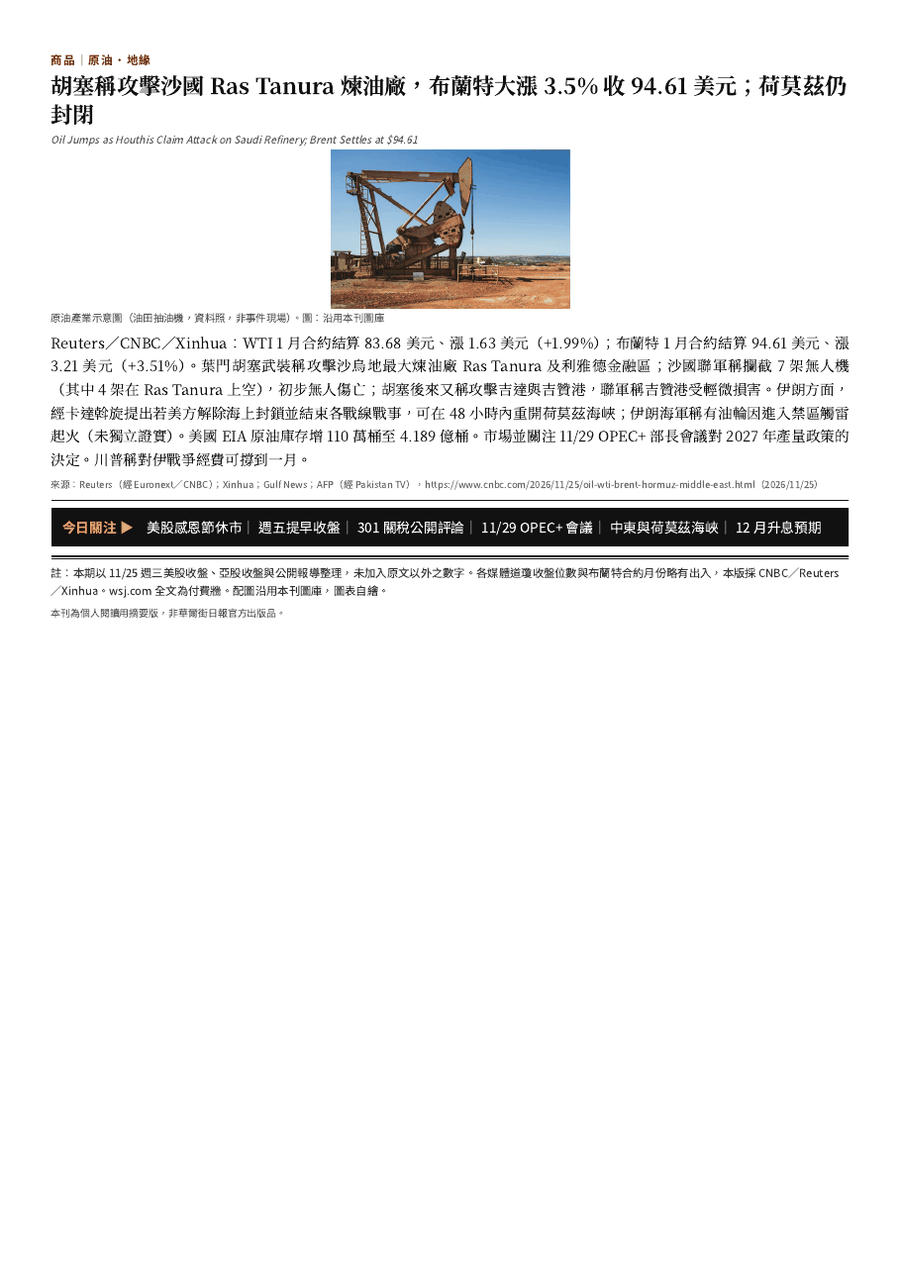 商品｜原油・地緣
胡塞稱攻擊沙國 Ras Tanura 煉油廠，布蘭特大漲 3.5% 收 94.61 美元；荷莫茲仍
封閉
Oil Jumps as Houthis Claim Attack on Saudi Refinery; Brent Settles at $94.61
原油產業示意圖（油田抽油機，資料照，非事件現場）。圖：沿用本刊圖庫
Reuters／CNBC／Xinhua：WTI 1 月合約結算 83.68 美元、漲 1.63 美元（+1.99%）；布蘭特 1 月合約結算 94.61 美元、漲
3.21 美元（+3.51%）。葉門胡塞武裝稱攻擊沙烏地最大煉油廠 Ras Tanura 及利雅德金融區；沙國聯軍稱攔截 7 架無人機
（其中 4 架在 Ras Tanura 上空），初步無人傷亡；胡塞後來又稱攻擊吉達與吉贊港，聯軍稱吉贊港受輕微損害。伊朗方面，
經卡達斡旋提出若美方解除海上封鎖並結束各戰線戰事，可在 48 小時內重開荷莫茲海峽；伊朗海軍稱有油輪因進入禁區觸雷
起火（未獨立證實）。美國 EIA 原油庫存增 110 萬桶至 4.189 億桶。市場並關注 11/29 OPEC+ 部長會議對 2027 年產量政策的
決定。川普稱對伊戰爭經費可撐到一月。
來源：Reuters（經 Euronext／CNBC）；Xinhua；Gulf News；AFP（經 Pakistan TV），https://www.cnbc.com/2026/11/25/oil-wti-brent-hormuz-middle-east.html（2026/11/25）
今日關注 ▶ 美股感恩節休市｜ 週五提早收盤｜ 301 關稅公開評論｜ 11/29 OPEC+ 會議｜ 中東與荷莫茲海峽｜ 12 月升息預期
註：本期以 11/25 週三美股收盤、亞股收盤與公開報導整理，未加入原文以外之數字。各媒體道瓊收盤位數與布蘭特合約月份略有出入，本版採 CNBC／Reuters
／Xinhua。wsj.com 全文為付費牆。配圖沿用本刊圖庫，圖表自繪。
本刊為個人閱讀用摘要版，非華爾街日報官方出版品。